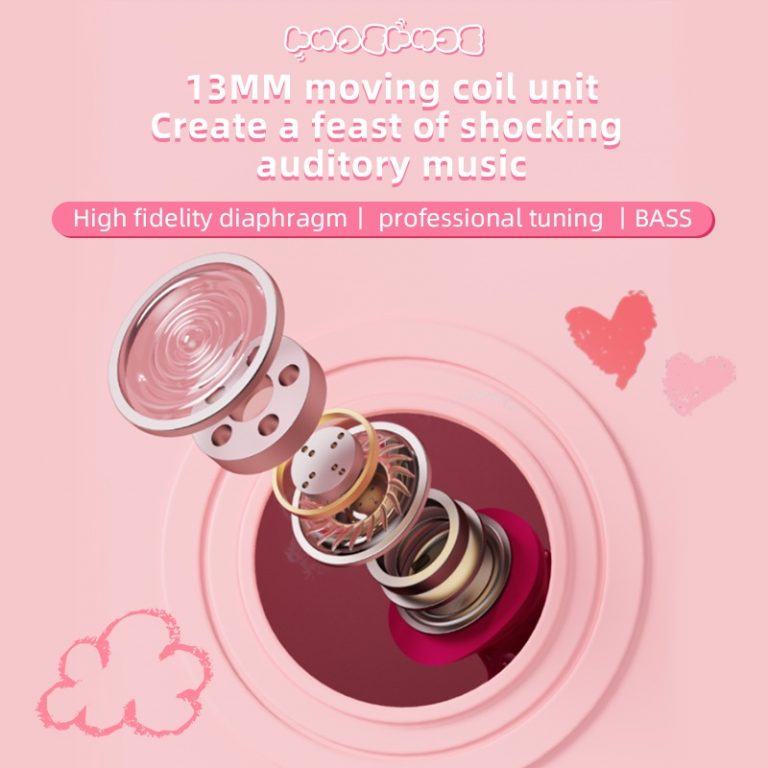 13MM moving coil unit
Create a feast of shocking
auditory music
High fidelity diaphragm｜ professional tuning ｜BASS